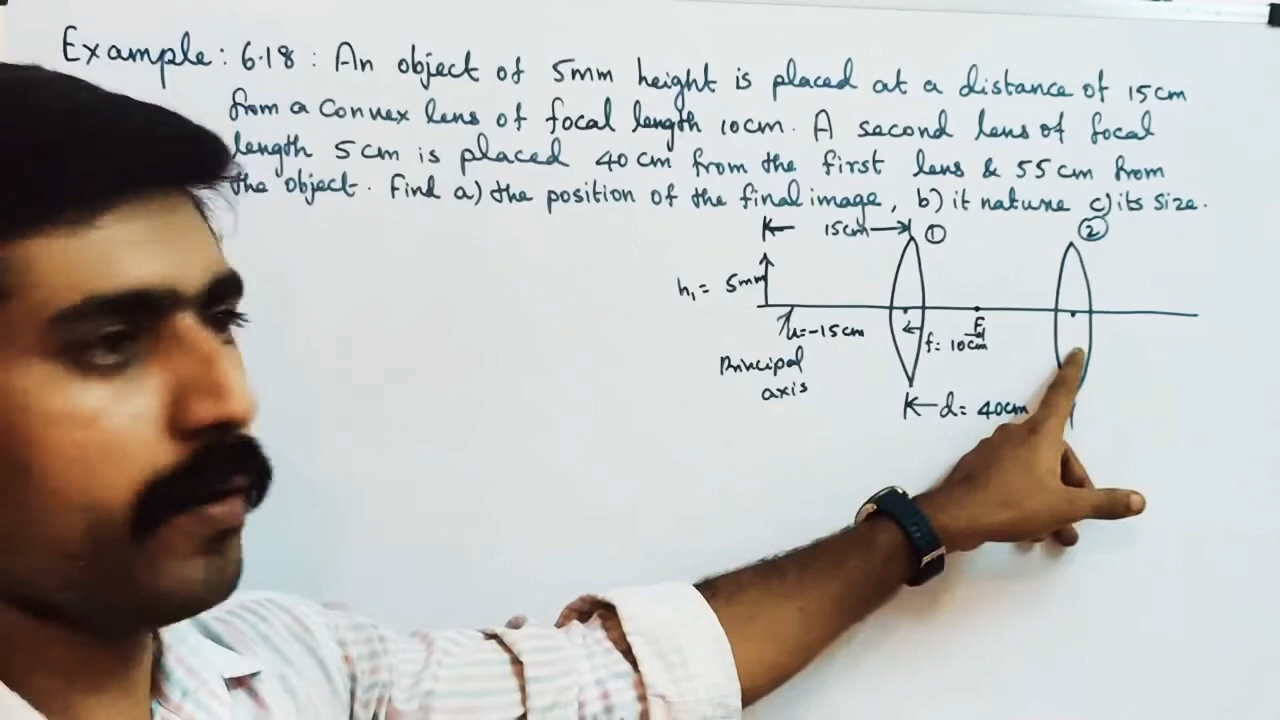 Example: 6.18: An object of 5mm height is placed at a distance of 15cm
from a convex lens of focal length 10cm. A second lens of focal
length 5cm is placed 40cm from the first lens & 55cm from
the object. Find a) the position of the final image, b) it nature c) its size.
15cm ① ②
h₁ = 5mm
u=-15cm f= 10cm F₁
Principal
axis
d= 40cm